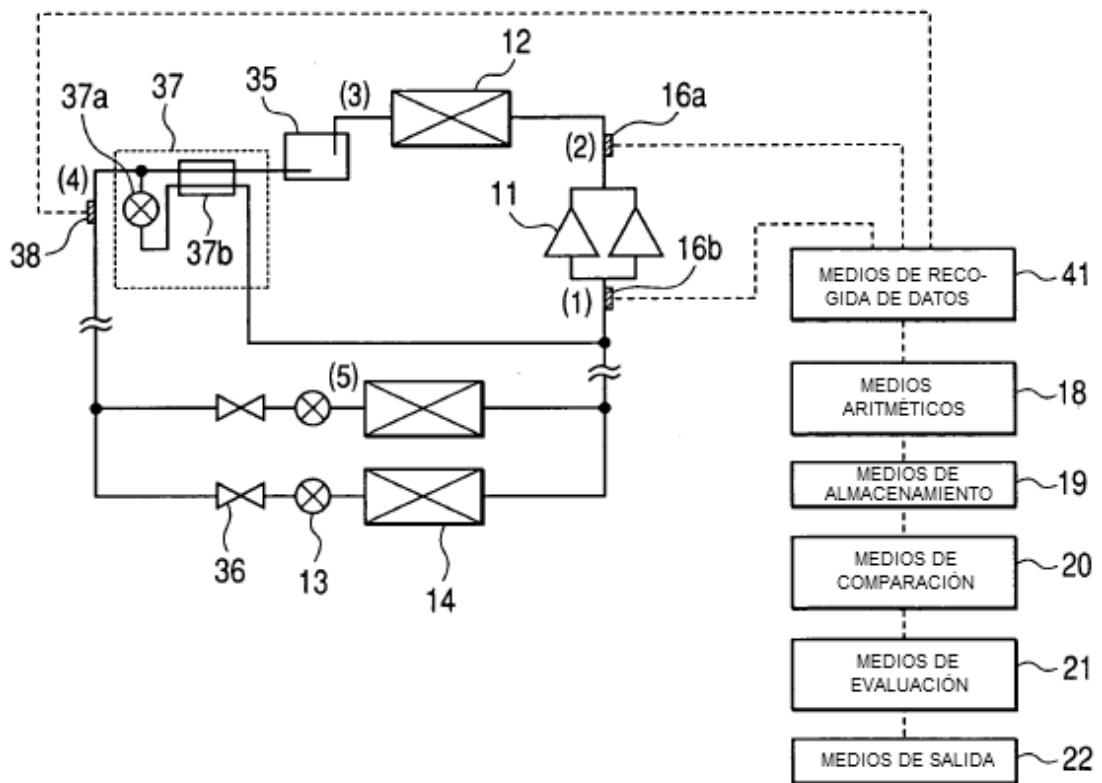 12
35
37
37a
(3)
16a
(2)
(4)
11
37b
38
16b
(1)
MEDIOS DE RECO-
GIDA DE DATOS
41
(5)
MEDIOS
ARITMÉTICOS
18
MEDIOS DE
ALMACENAMIENTO
19
36
13
14
MEDIOS DE
COMPARACIÓN
20
MEDIOS DE
EVALUACIÓN
21
MEDIOS DE SALIDA
22